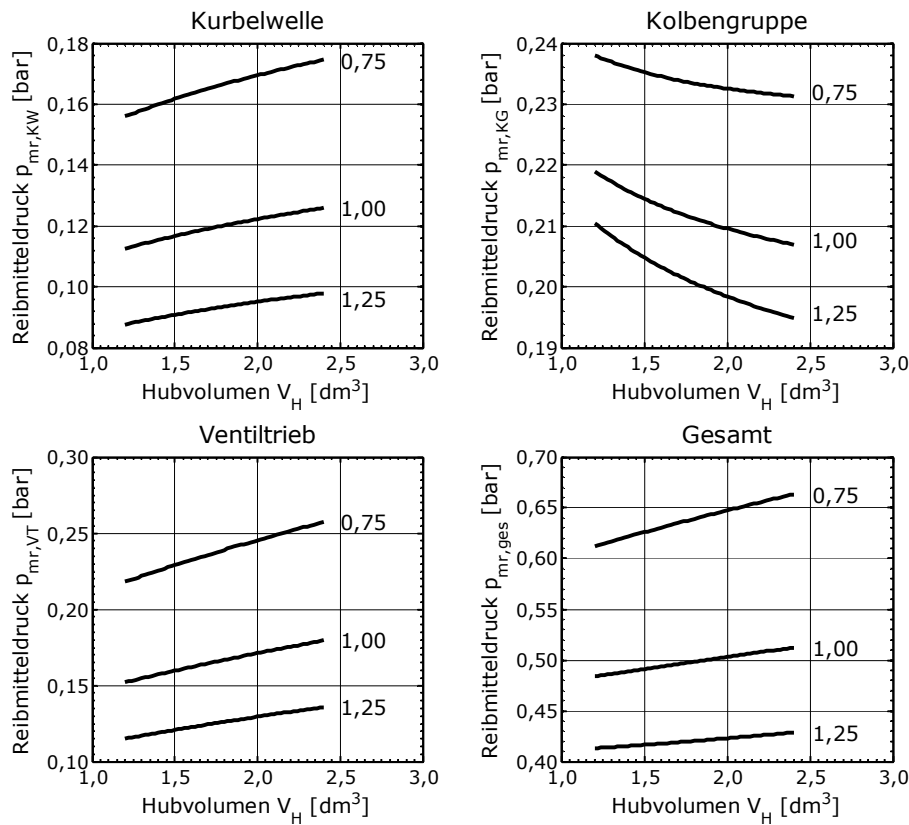 Kurbelwelle
Reibmitteldruck p_mr,KW [bar]
0,18
0,16
0,14
0,12
0,10
0,08
0,75
1,00
1,25
1,0 1,5 2,0 2,5 3,0
Hubvolumen V_H [dm³]
Kolbengruppe
Reibmitteldruck p_mr,KG [bar]
0,24
0,23
0,22
0,21
0,20
0,19
0,75
1,00
1,25
1,0 1,5 2,0 2,5 3,0
Hubvolumen V_H [dm³]
Ventiltrieb
Reibmitteldruck p_mr,VT [bar]
0,30
0,25
0,20
0,15
0,10
0,75
1,00
1,25
1,0 1,5 2,0 2,5 3,0
Hubvolumen V_H [dm³]
Gesamt
Reibmitteldruck p_mr,ges [bar]
0,70
0,65
0,60
0,55
0,50
0,45
0,40
0,75
1,00
1,25
1,0 1,5 2,0 2,5 3,0
Hubvolumen V_H [dm³]